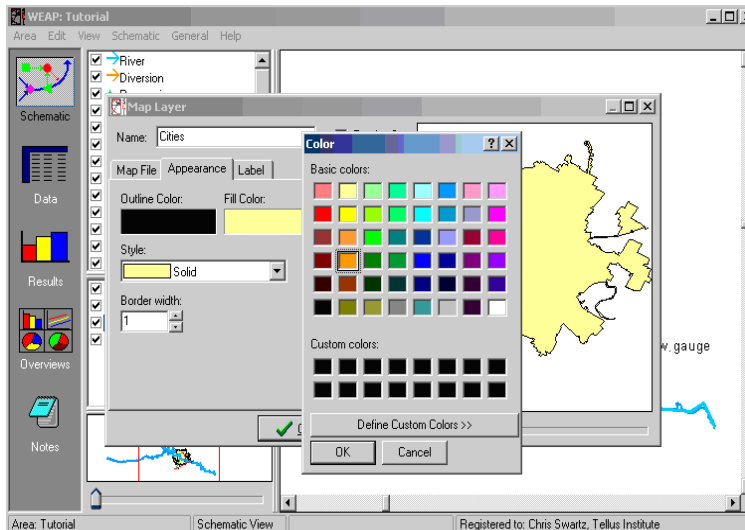 WEAP: Tutorial
Area Edit View Schematic General Help
Schematic
Data
Results
Overviews
Notes
River
Diversion
Map Layer
Name: Cities
Map File Appearance Label
Outline Color: Fill Color:
Style:
Solid
Border width:
1
Color
Basic colors:
Custom colors:
Define Custom Colors >>
OK Cancel
gauge
Area: Tutorial Schematic View Registered to: Chris Swartz, Tellus Institute